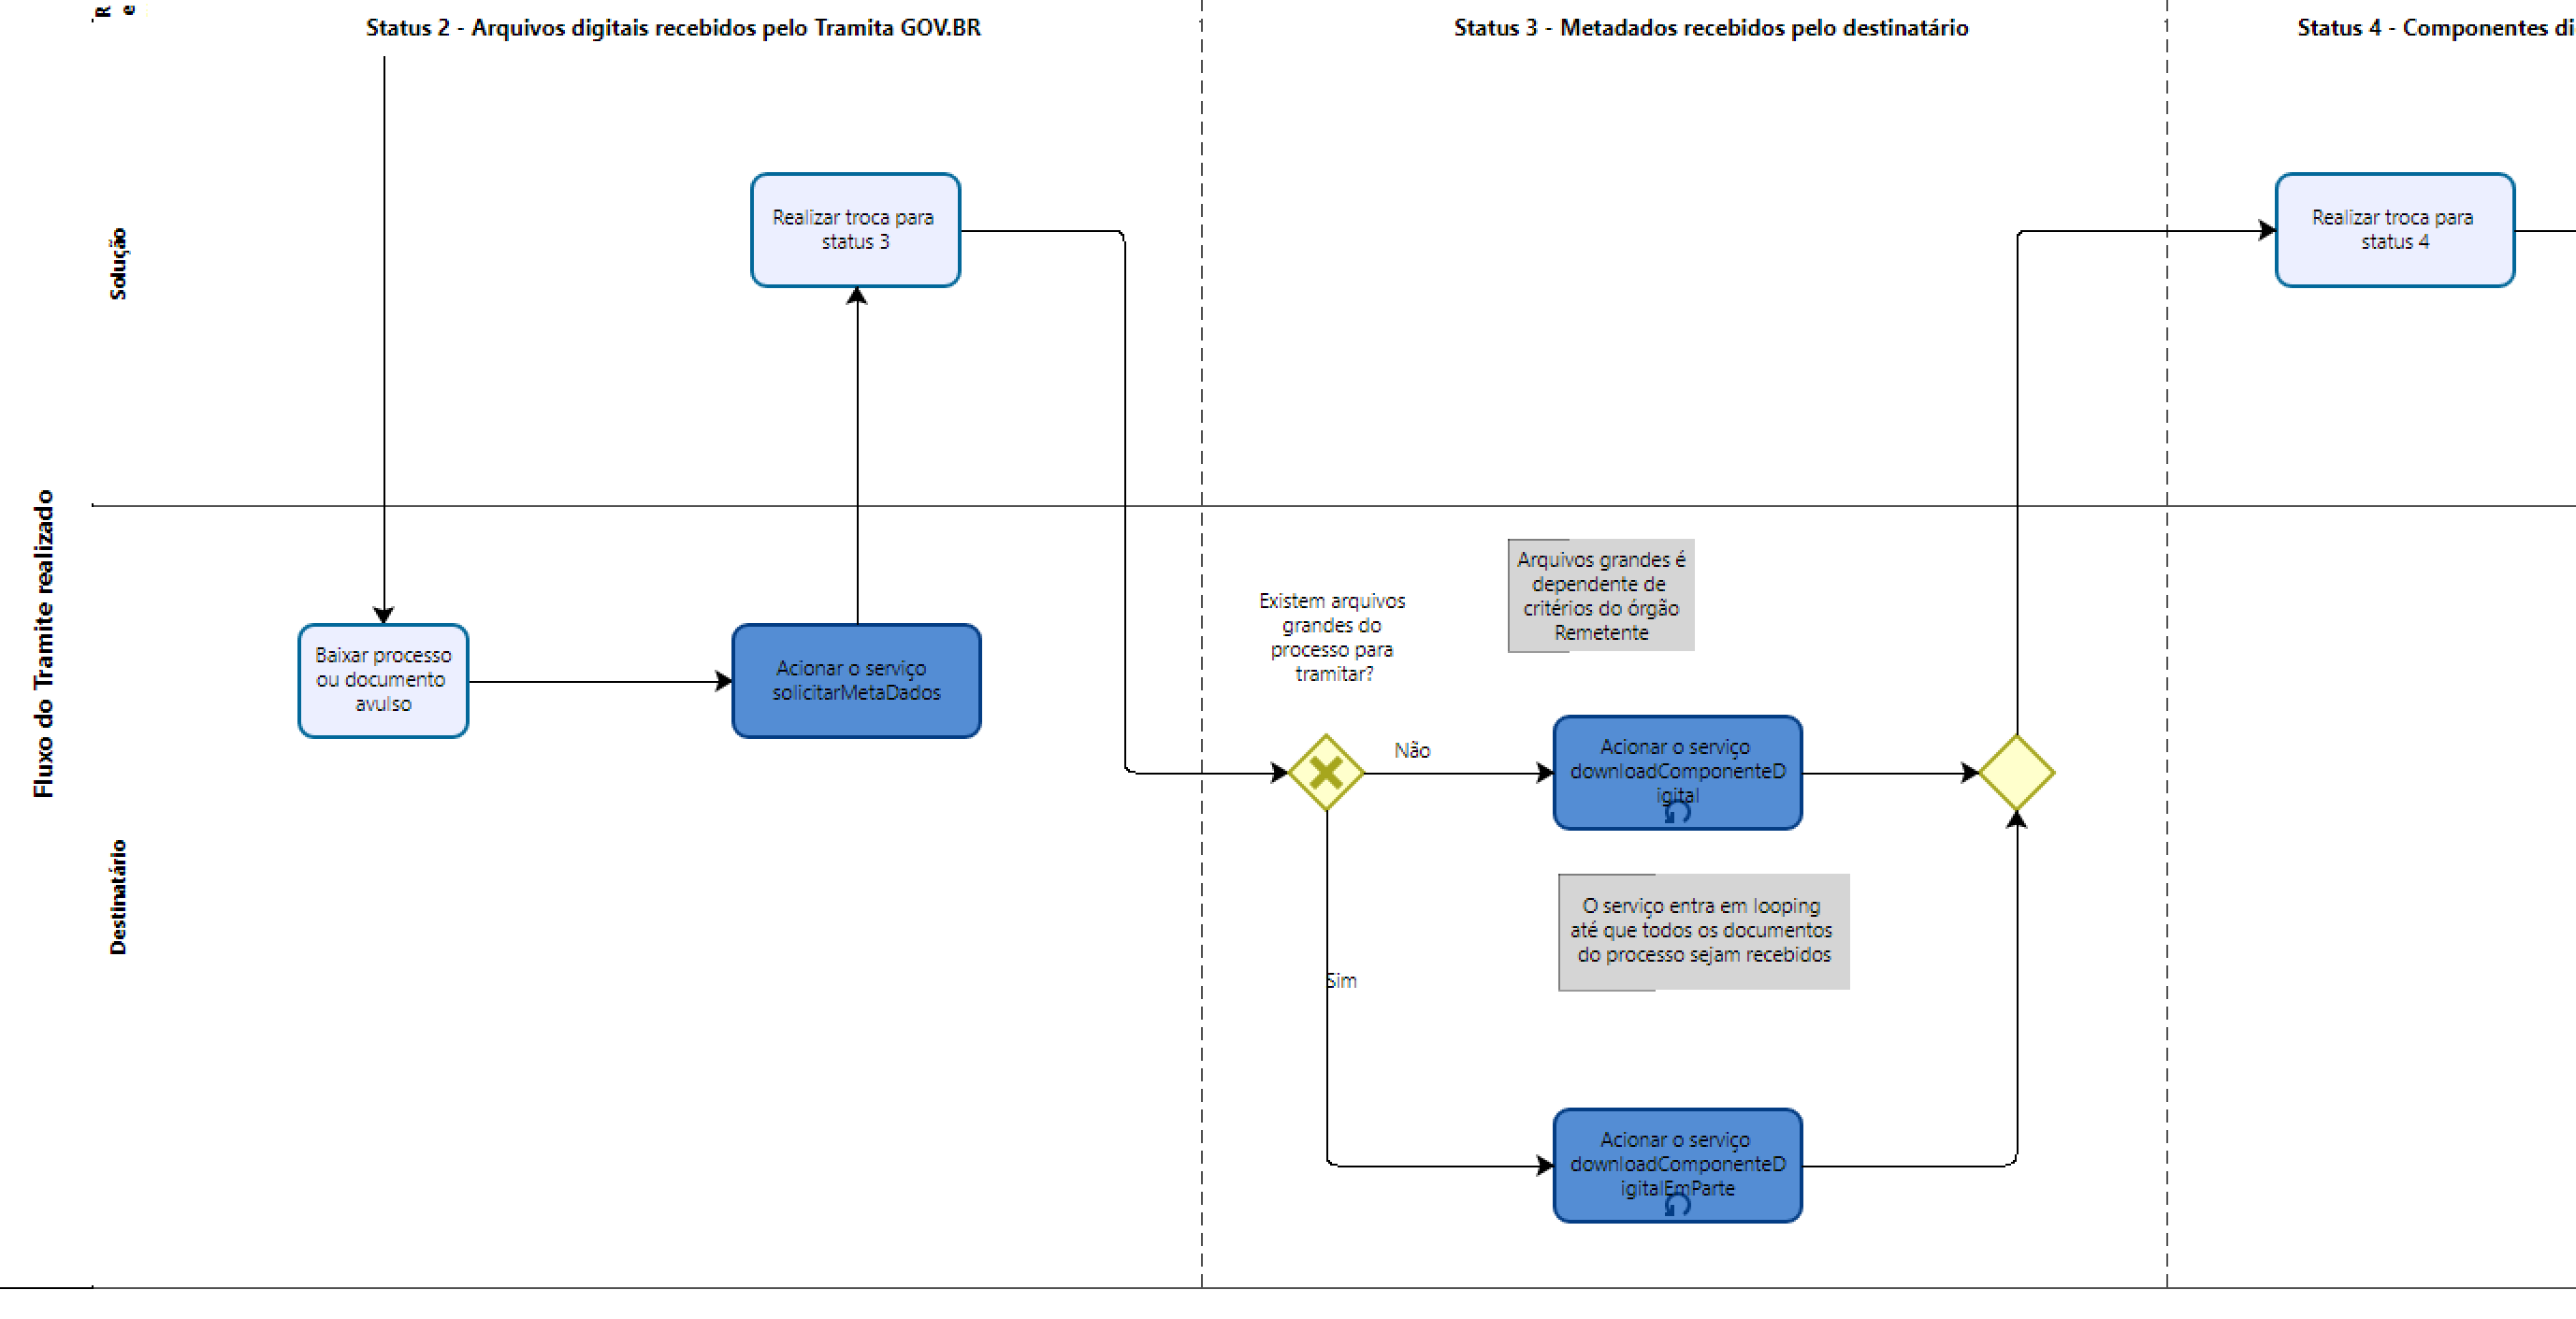 R
e
Status 2 - Arquivos digitais recebidos pelo Tramita GOV.BR
Status 3 - Metadados recebidos pelo destinatário
Status 4 - Componentes di
Fluxo do Tramite realizado
Solução
Realizar troca para
status 3
Realizar troca para
status 4
Destinatário
Baixar processo
ou documento
avulso
Acionar o serviço
solicitarMetaDados
Existem arquivos
grandes do
processo para
tramitar?
Arquivos grandes é
dependente de
critérios do órgão
Remetente
Não
Acionar o serviço
downloadComponenteD
igital
O serviço entra em looping
até que todos os documentos
do processo sejam recebidos
Sim
Acionar o serviço
downloadComponenteD
igitalEmParte